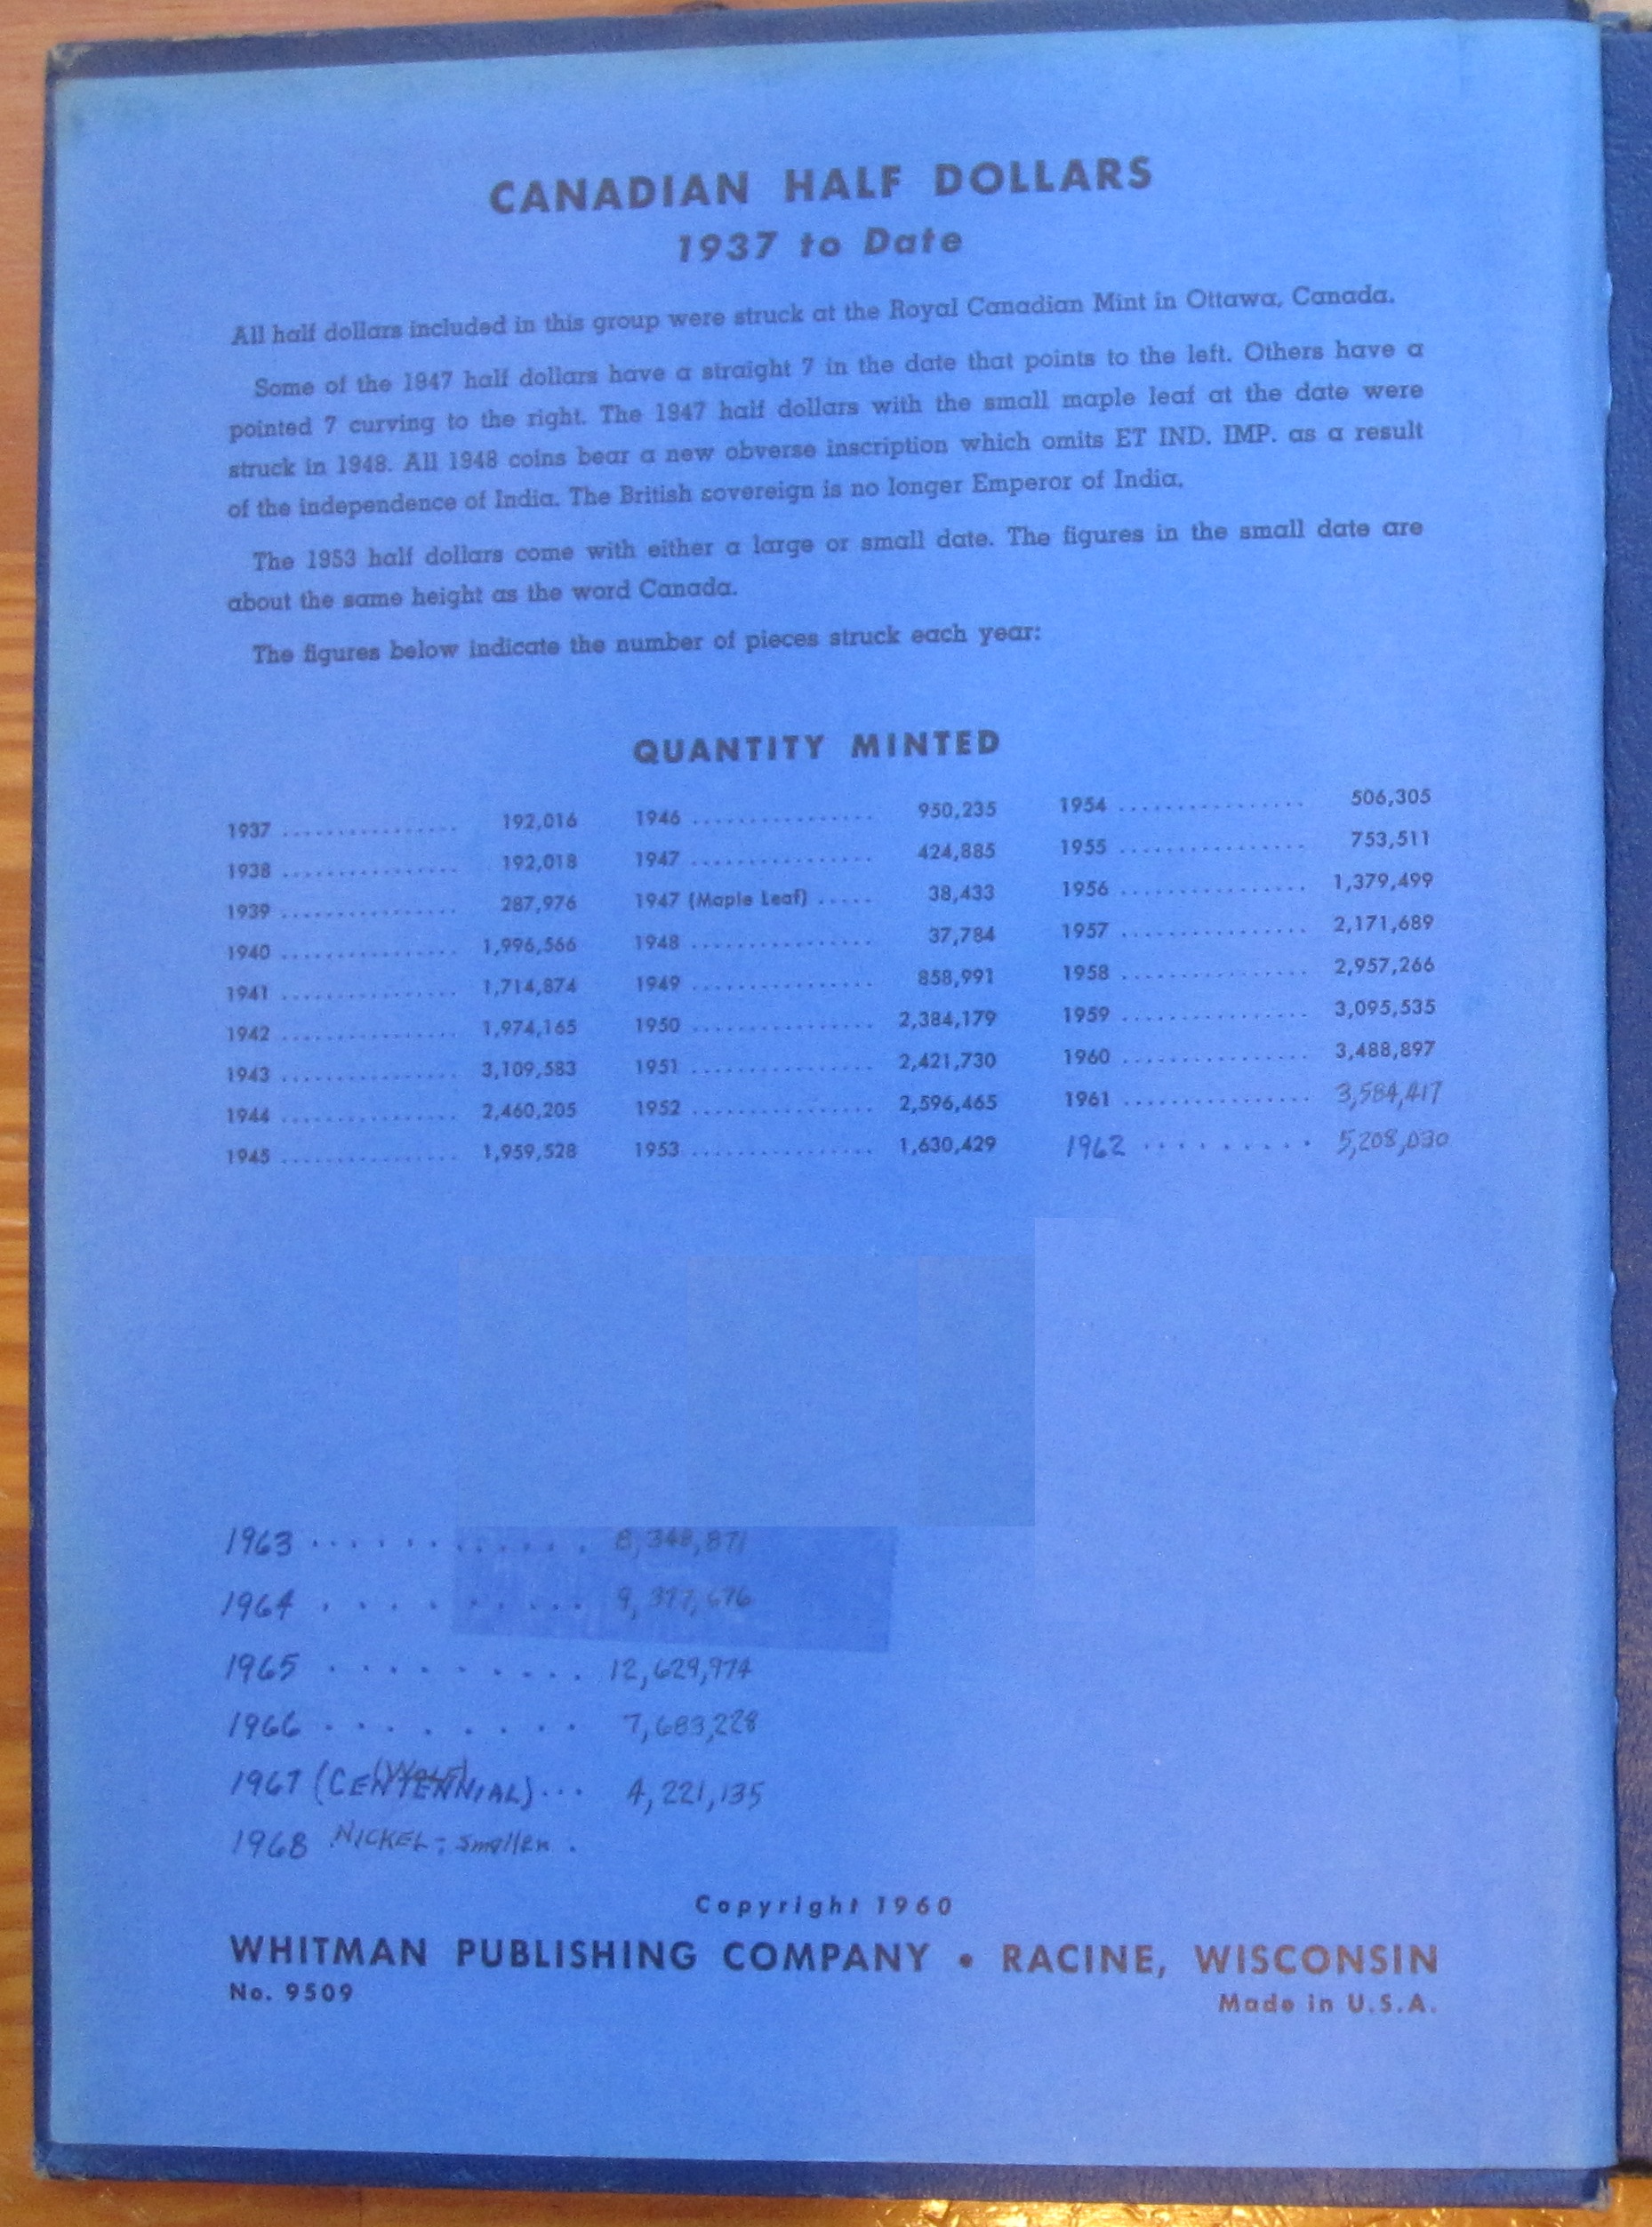 CANADIAN HALF DOLLARS
1937 to Date
All half dollars included in this group were struck at the Royal Canadian Mint in Ottawa, Canada.
Some of the 1947 half dollars have a straight 7 in the date that points to the left. Others have a
pointed 7 curving to the right. The 1947 half dollars with the small maple leaf at the date were
struck in 1948. All 1948 coins bear a new obverse inscription which omits ET IND. IMP. as a result
of the independence of India. The British sovereign is no longer Emperor of India.
The 1953 half dollars come with either a large or small date. The figures in the small date are
about the same height as the word Canada.
The figures below indicate the number of pieces struck each year:
QUANTITY MINTED
1937 ................ 192,016
1938 ................ 192,018
1939 ................ 287,976
1940 ................ 1,996,566
1941 ................ 1,714,874
1942 ................ 1,974,165
1943 ................ 3,109,583
1944 ................ 2,460,205
1945 ................ 1,959,528
1946 ................ 950,235
1947 ................ 424,885
1947 (Maple Leaf) ..... 38,433
1948 ................ 37,784
1949 ................ 858,991
1950 ................ 2,384,179
1951 ................ 2,421,730
1952 ................ 2,596,465
1953 ................ 1,630,429
1954 ................ 506,305
1955 ................ 753,511
1956 ................ 1,379,499
1957 ................ 2,171,689
1958 ................ 2,957,266
1959 ................ 3,095,535
1960 ................ 3,488,897
1961 ................ 3,584,417
1962 ......... 5,208,030
1963 ............ 8,348,871
1964 .......... 9,377,676
1965 .......... 12,629,974
1966 ........ 7,683,228
1967 (CENTENNIAL) ... 4,221,135
1968 NICKEL - smaller .
Copyright 1960
WHITMAN PUBLISHING COMPANY • RACINE, WISCONSIN
No. 9509
Made in U.S.A.